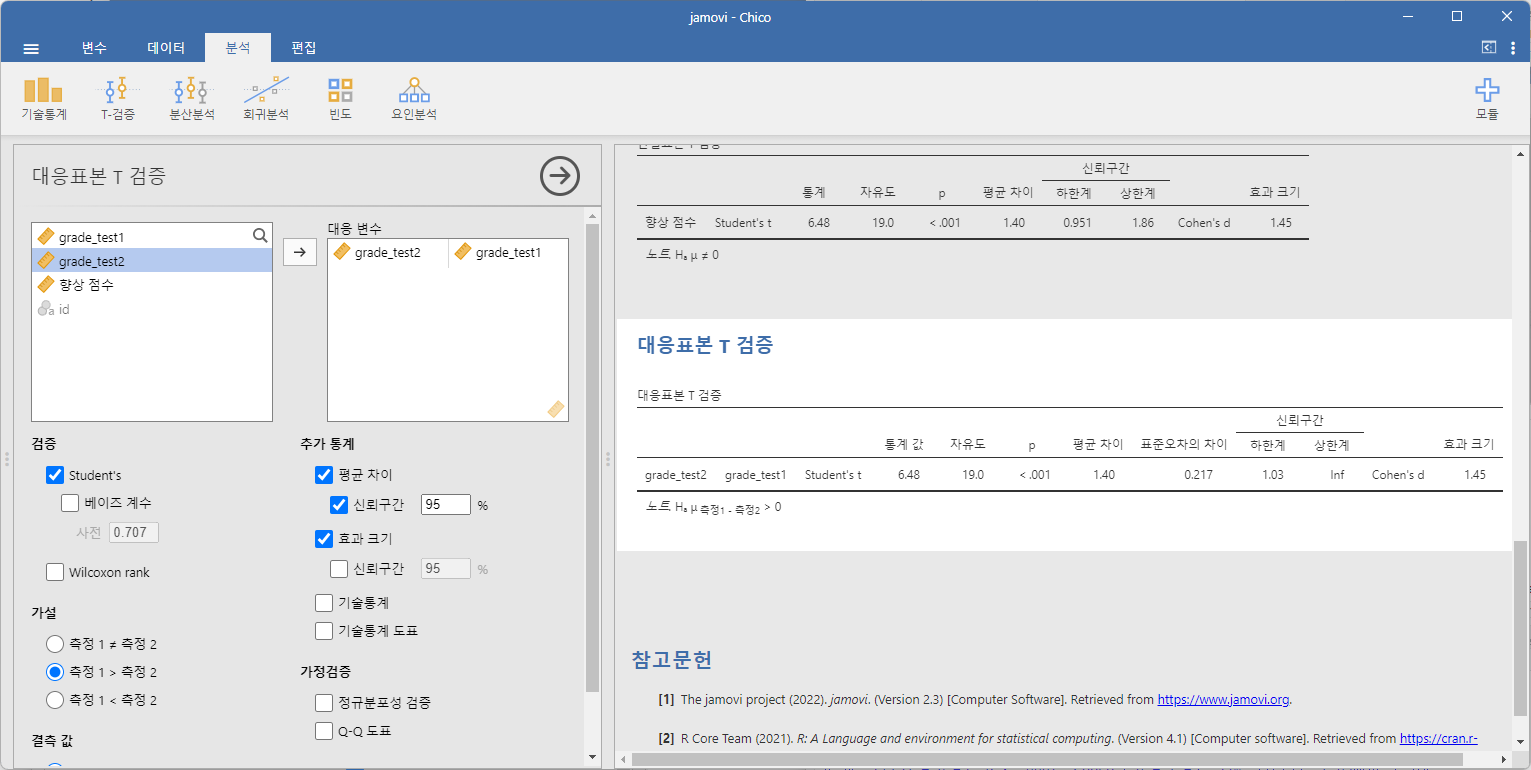 jamovi - Chico
변수 데이터 분석 편집
기술통계 T-검증 분산분석 회귀분석 빈도 요인분석 모듈
대응표본 T 검증
grade_test1
grade_test2
향상 점수
id
대응 변수
grade_test2 grade_test1
검증
Student's
베이즈 계수
사전 0.707
Wilcoxon rank
가설
측정 1 ≠ 측정 2
측정 1 > 측정 2
측정 1 < 측정 2
결측 값
추가 통계
평균 차이
신뢰구간 95 %
효과 크기
신뢰구간 95 %
기술통계
기술통계 도표
가정검증
정규분포성 검증
Q-Q 도표
신뢰구간
통계 자유도 p 평균 차이 하한계 상한계 효과 크기
향상 점수 Student's t 6.48 19.0 < .001 1.40 0.951 1.86 Cohen's d 1.45
노트. Hₐ μ ≠ 0
대응표본 T 검증
대응표본 T 검증
신뢰구간
통계 값 자유도 p 평균 차이 표준오차의 차이 하한계 상한계 효과 크기
grade_test2 grade_test1 Student's t 6.48 19.0 < .001 1.40 0.217 1.03 Inf Cohen's d 1.45
노트. Hₐ μ 측정1 - 측정2 > 0
참고문헌
[1] The jamovi project (2022). jamovi. (Version 2.3) [Computer Software]. Retrieved from https://www.jamovi.org.
[2] R Core Team (2021). R: A Language and environment for statistical computing. (Version 4.1) [Computer software]. Retrieved from https://cran.r-